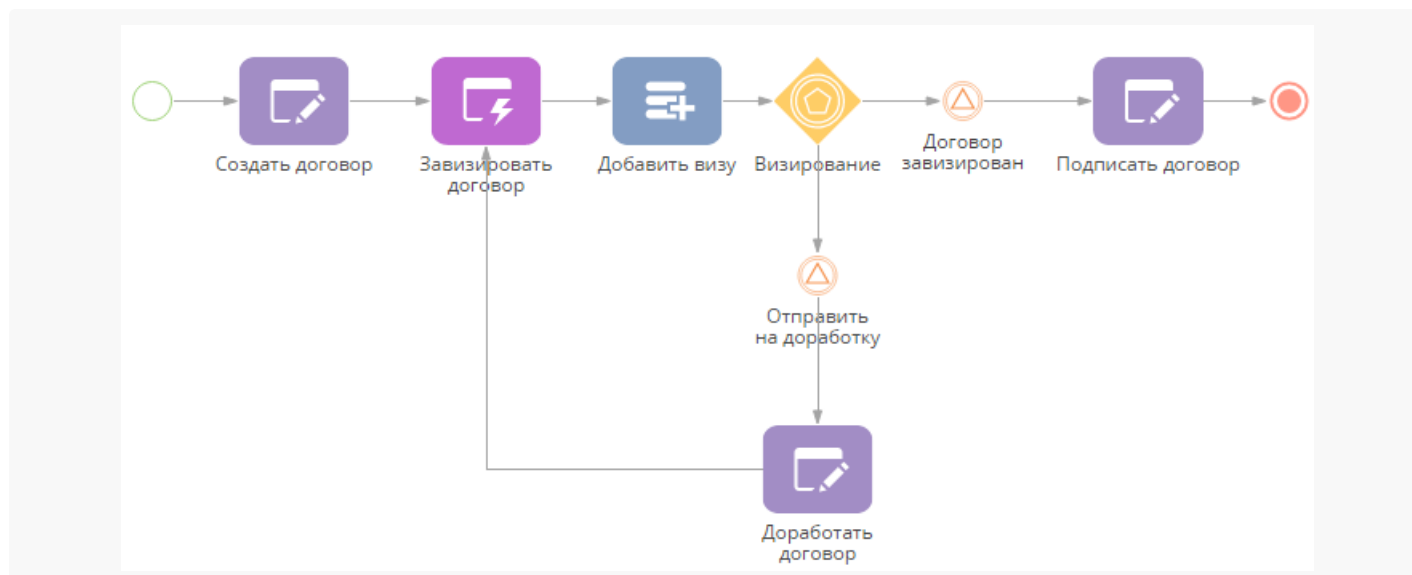 Создать договор
Завизировать
договор
Добавить визу
Визирование
Договор
завизирован
Подписать договор
Отправить
на доработку
Доработать
договор